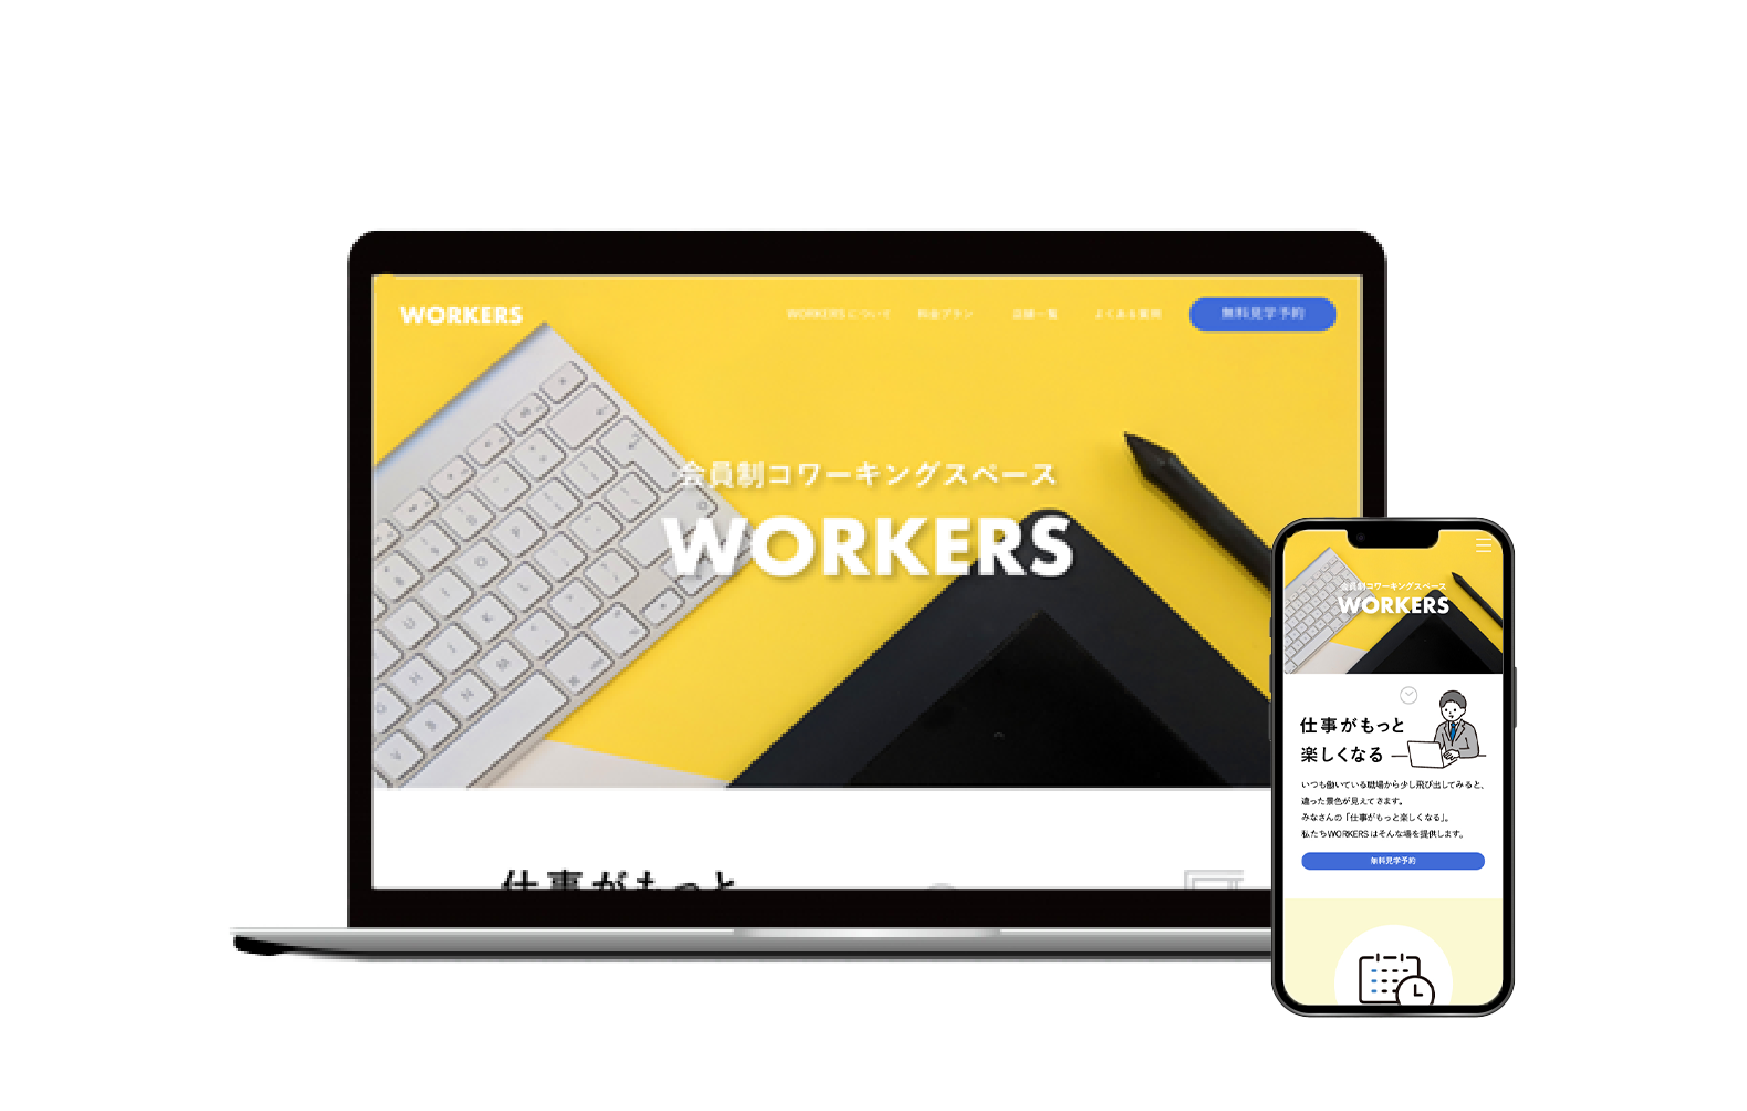 WORKERS
WORKERSについて 料金プラン 店舗一覧 よくある質問 無料見学予約
会員制コワーキングスペース
WORKERS
仕事がもっと
会員制コワーキングスペース
WORKERS
仕事がもっと
楽しくなる
いつも働いている職場から少し飛び出してみると、
違った景色が見えてきます。
みなさんの「仕事がもっと楽しくなる」。
私たちWORKERSはそんな場を提供します。
無料見学予約